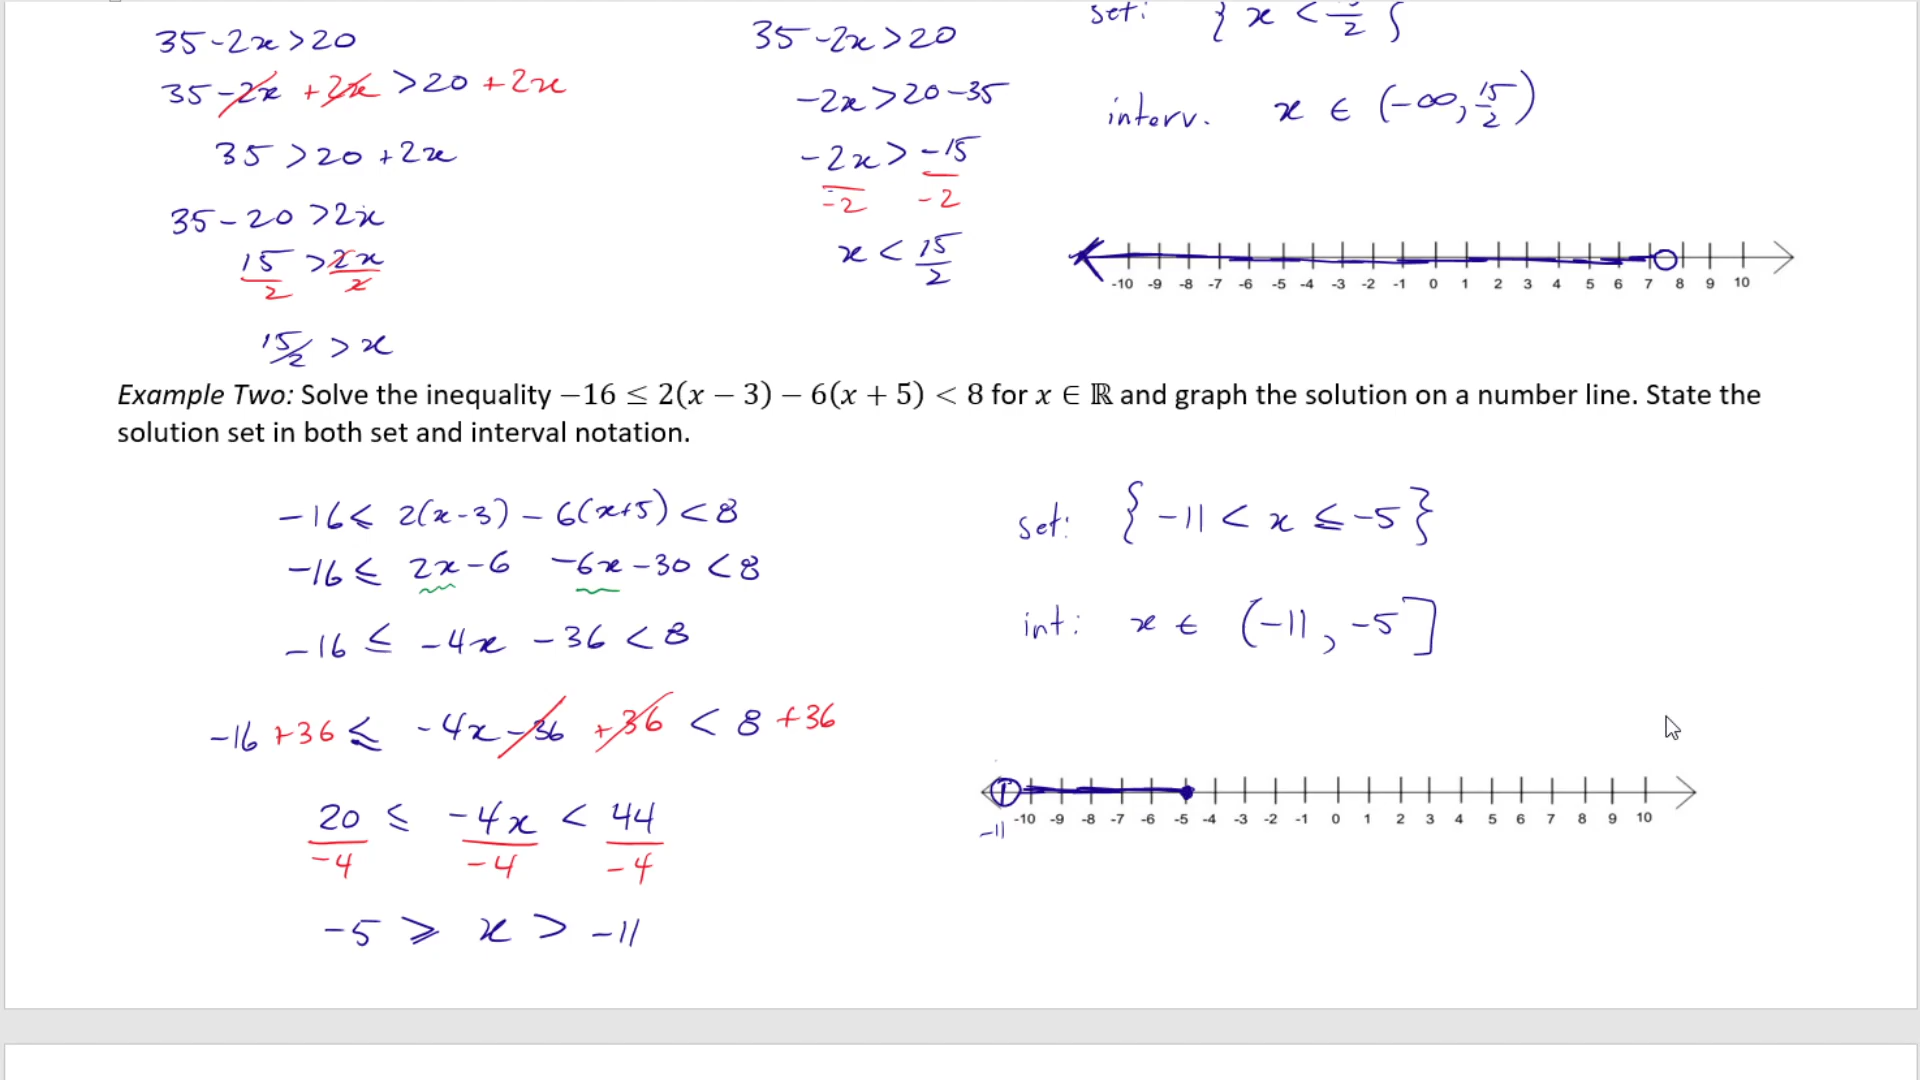 35-2x>20
35-2x +2x >20 +2x
35 >20 +2x
35-20 >2x
15/2 >2x/2
15/2 > x
35-2x>20
-2x>20-35
-2x > -15
-2 -2
x < 15/2
set: { x < /2 }
interv. x ∈ (-∞, 15/2)
-10 -9 -8 -7 -6 -5 -4 -3 -2 -1 0 1 2 3 4 5 6 7 8 9 10
Example Two: Solve the inequality −16 ≤ 2(x − 3) − 6(x + 5) < 8 for x ∈ ℝ and graph the solution on a number line. State the
solution set in both set and interval notation.
-16 ≤ 2(x-3) - 6(x+5) < 8
-16 ≤ 2x-6 -6x-30 < 8
-16 ≤ -4x -36 < 8
-16 +36 ≤ -4x -36 +36 < 8 +36
20 ≤ -4x < 44
-4 -4 -4
-5 ≥ x > -11
set: { -11 < x ≤ -5 }
int: x ∈ (-11, -5]
-11 -10 -9 -8 -7 -6 -5 -4 -3 -2 -1 0 1 2 3 4 5 6 7 8 9 10